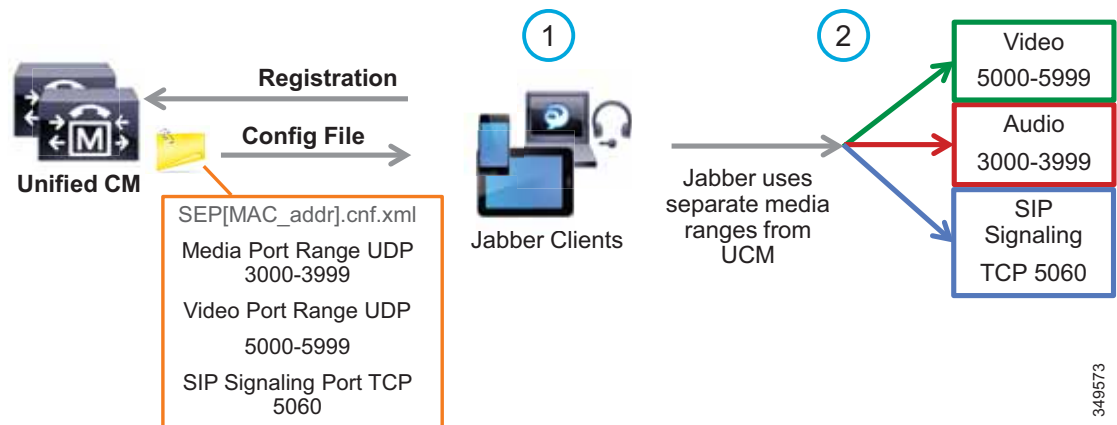 1
2
Registration
Config File
Unified CM
M
SEP[MAC_addr].cnf.xml
Media Port Range UDP
3000-3999
Video Port Range UDP
5000-5999
SIP Signaling Port TCP
5060
Jabber Clients
Jabber uses
separate media
ranges from
UCM
Video
5000-5999
Audio
3000-3999
SIP
Signaling
TCP 5060
349573